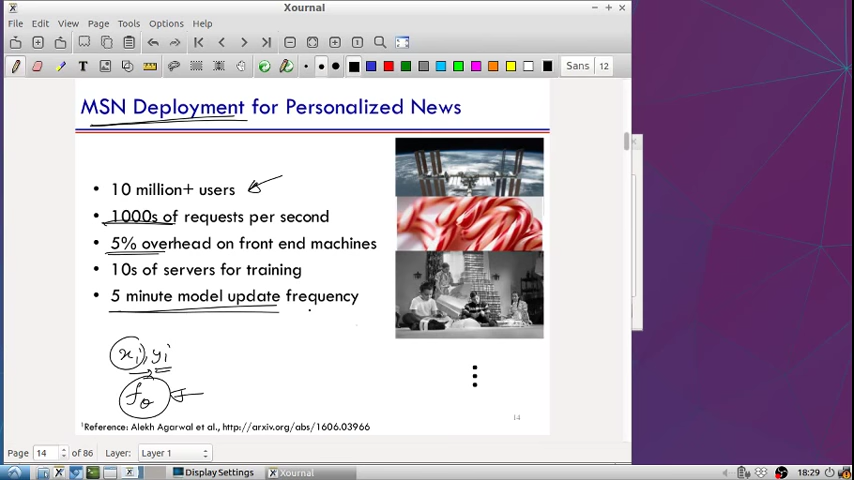 Xournal
File Edit View Page Tools Options Help
Sans 12
MSN Deployment for Personalized News
• 10 million+ users
• 1000s of requests per second
• 5% overhead on front end machines
• 10s of servers for training
• 5 minute model update frequency
xi, yi
fθ
14
1Reference: Alekh Agarwal et al., http://arxiv.org/abs/1606.03966
Page 14 of 86 Layer: Layer 1
Display Settings Xournal 18:29